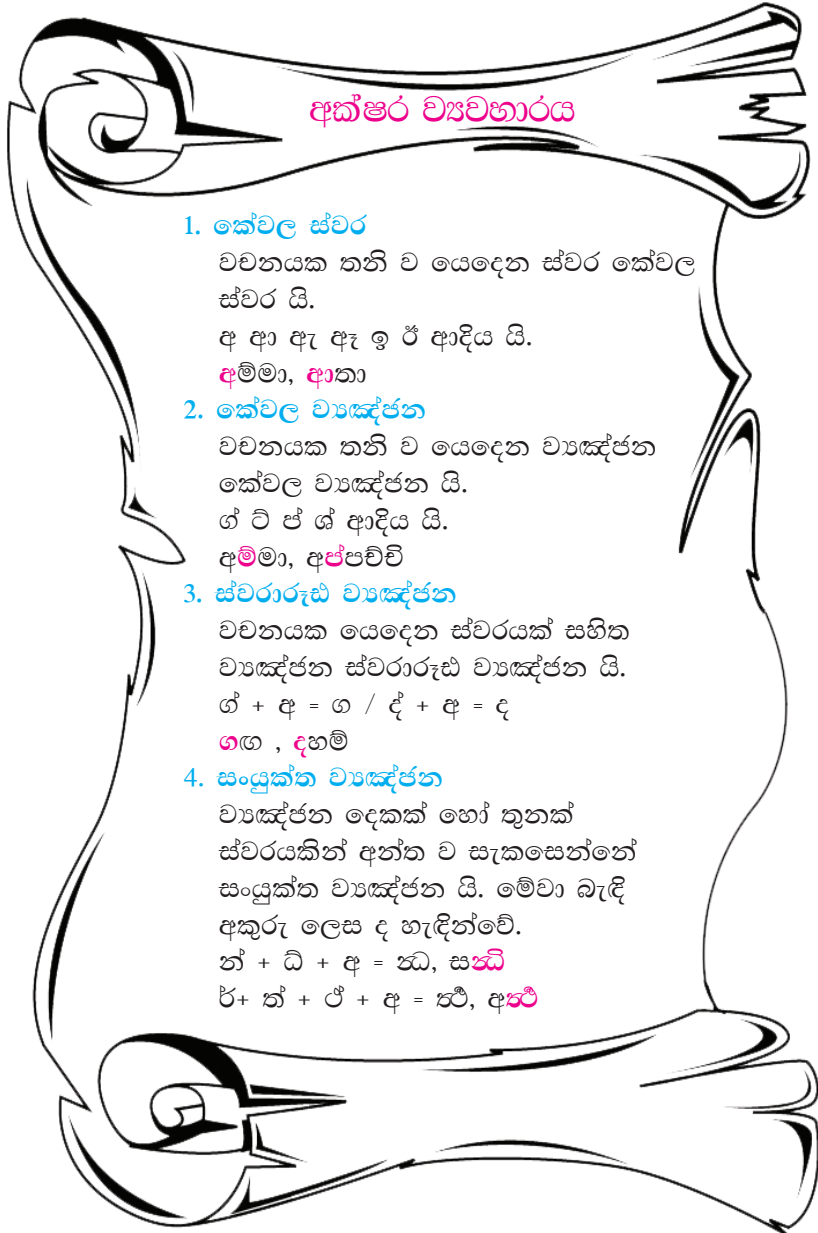 අක්ෂර ව්‍යවහාරය
1. කේවල ස්වර
වචනයක තනි ව යෙදෙන ස්වර කේවල
ස්වර යි.
අ ආ ඇ ඈ ඉ ඊ ආදිය යි.
අම්මා, ආතා
2. කේවල ව්‍යඤ්ජන
වචනයක තනි ව යෙදෙන ව්‍යඤ්ජන
කේවල ව්‍යඤ්ජන යි.
ග් ට් ප් ශ් ආදිය යි.
අම්මා, අප්පච්චි
3. ස්වරාරූඪ ව්‍යඤ්ජන
වචනයක යෙදෙන ස්වරයක් සහිත
ව්‍යඤ්ජන ස්වරාරූඪ ව්‍යඤ්ජන යි.
ග් + අ = ග / ද් + අ = ද
ගඟ , දහම්
4. සංයුක්ත ව්‍යඤ්ජන
ව්‍යඤ්ජන දෙකක් හෝ තුනක්
ස්වරයකින් අන්ත ව සැකසෙන්නේ
සංයුක්ත ව්‍යඤ්ජන යි. මේවා බැඳි
අකුරු ලෙස ද හැඳින්වේ.
න් + ධ් + අ = න්‍ධ, සන්‍ධි
ර්+ ත් + ථ් + අ = ර්‍ත්‍ථ, අර්‍ත්‍ථ